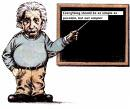 Everything should be as simple as
possible, but not simpler